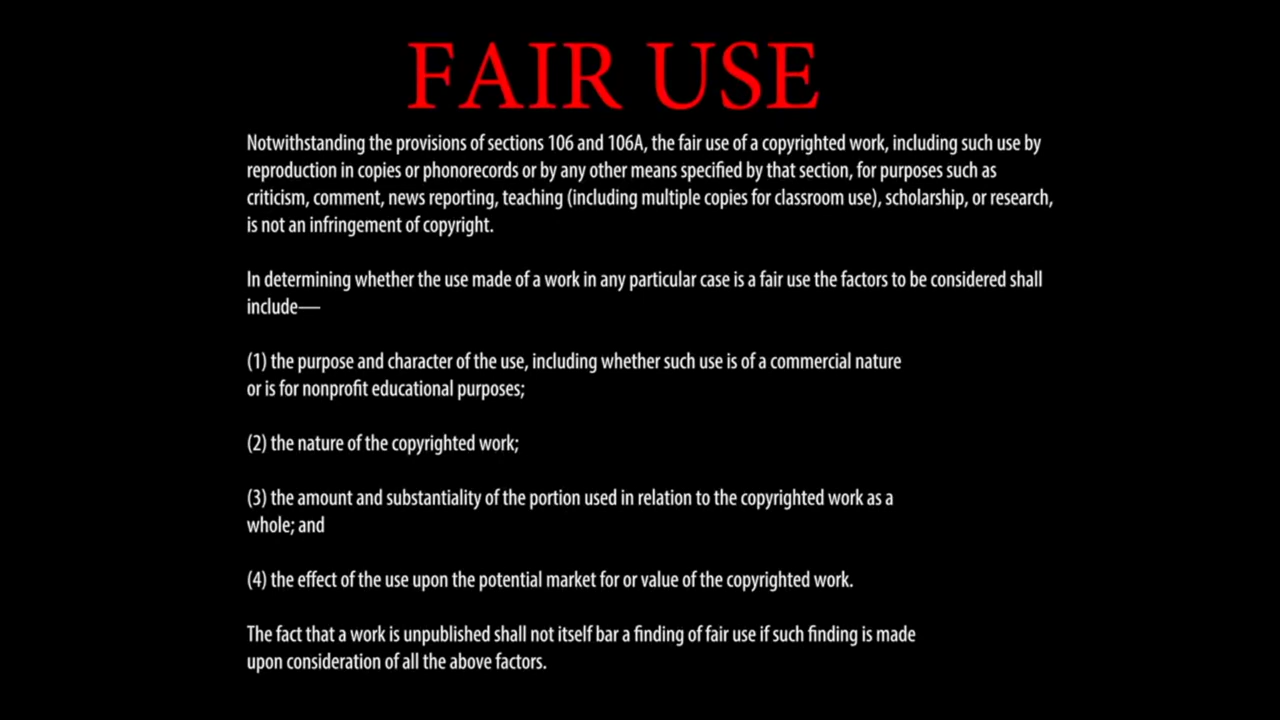 FAIR USE
Notwithstanding the provisions of sections 106 and 106A, the fair use of a copyrighted work, including such use by
reproduction in copies or phonorecords or by any other means specified by that section, for purposes such as
criticism, comment, news reporting, teaching (including multiple copies for classroom use), scholarship, or research,
is not an infringement of copyright.
In determining whether the use made of a work in any particular case is a fair use the factors to be considered shall
include—
(1) the purpose and character of the use, including whether such use is of a commercial nature
or is for nonprofit educational purposes;
(2) the nature of the copyrighted work;
(3) the amount and substantiality of the portion used in relation to the copyrighted work as a
whole; and
(4) the effect of the use upon the potential market for or value of the copyrighted work.
The fact that a work is unpublished shall not itself bar a finding of fair use if such finding is made
upon consideration of all the above factors.